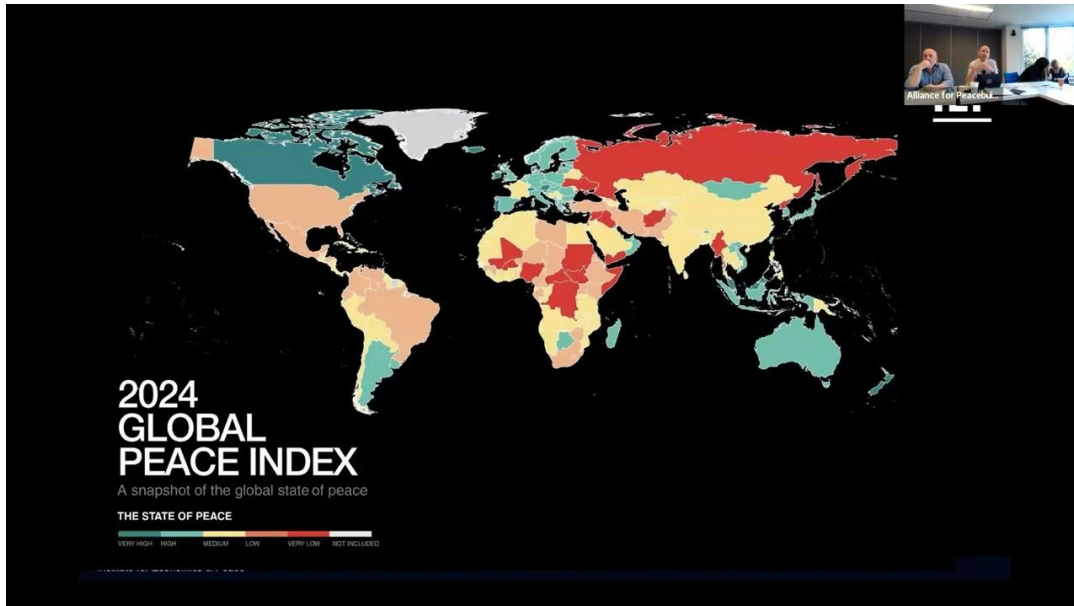 Alliance for Peacebui...
2024
GLOBAL
PEACE INDEX
A snapshot of the global state of peace
THE STATE OF PEACE
VERY HIGH HIGH MEDIUM LOW VERY LOW NOT INCLUDED